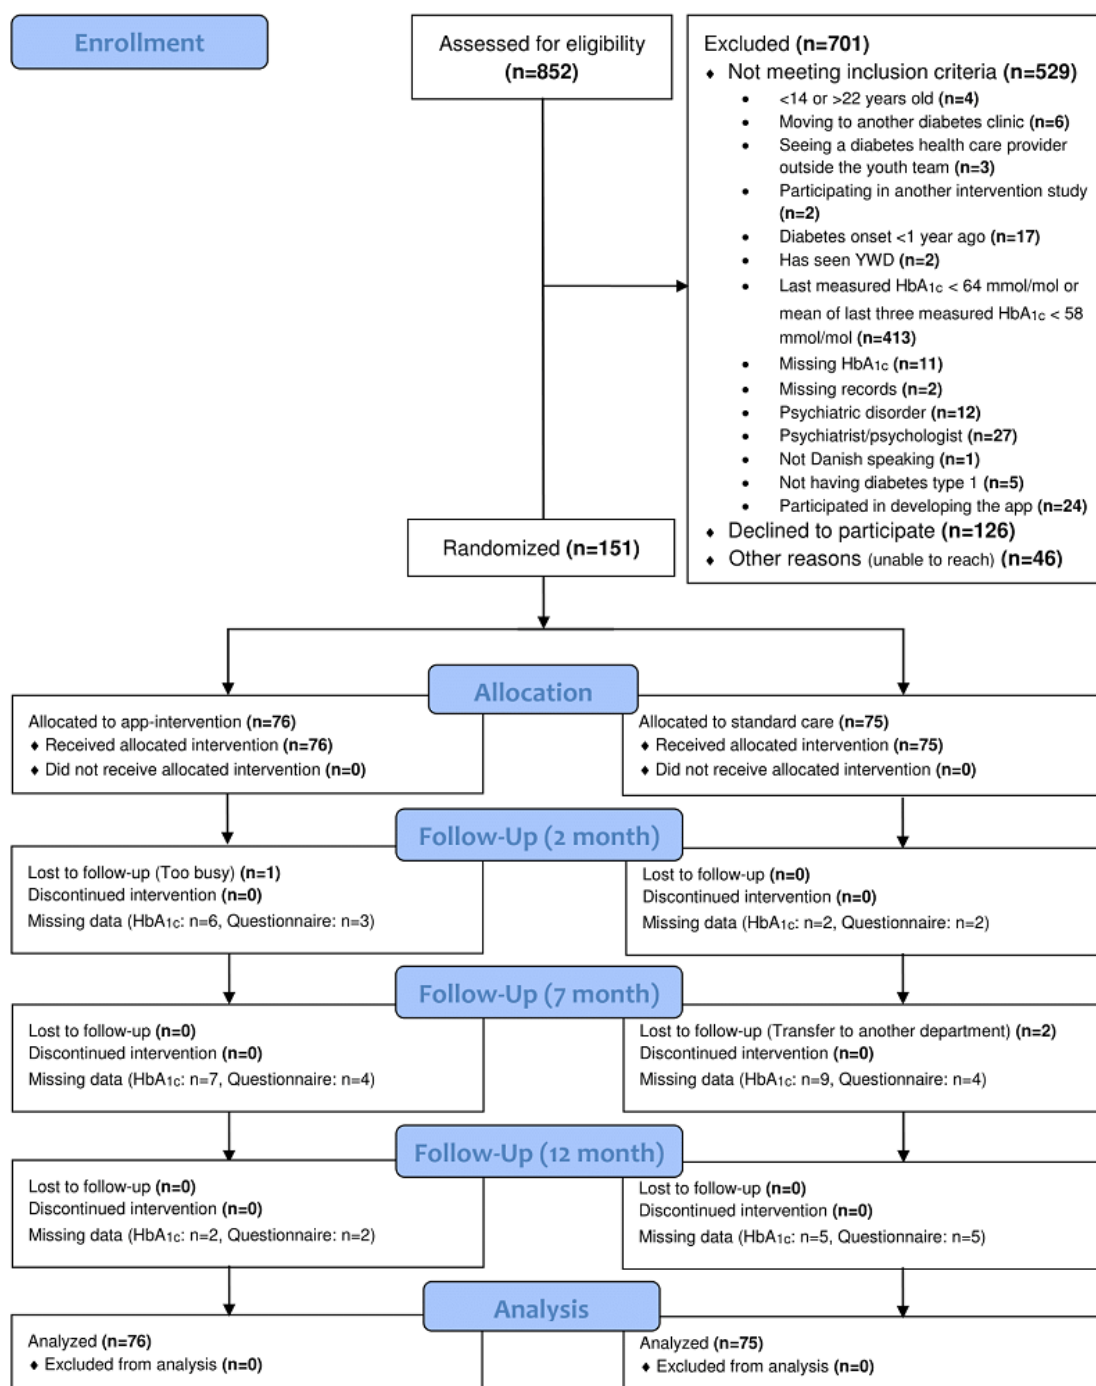 Enrollment
Assessed for eligibility
(n=852)
Excluded (n=701)
♦ Not meeting inclusion criteria (n=529)
• <14 or >22 years old (n=4)
• Moving to another diabetes clinic (n=6)
• Seeing a diabetes health care provider
outside the youth team (n=3)
• Participating in another intervention study
(n=2)
• Diabetes onset <1 year ago (n=17)
• Has seen YWD (n=2)
• Last measured HbA1c < 64 mmol/mol or
mean of last three measured HbA1c < 58
mmol/mol (n=413)
• Missing HbA1c (n=11)
• Missing records (n=2)
• Psychiatric disorder (n=12)
• Psychiatrist/psychologist (n=27)
• Not Danish speaking (n=1)
• Not having diabetes type 1 (n=5)
• Participated in developing the app (n=24)
♦ Declined to participate (n=126)
♦ Other reasons (unable to reach) (n=46)
Randomized (n=151)
Allocation
Allocated to app-intervention (n=76)
♦ Received allocated intervention (n=76)
♦ Did not receive allocated intervention (n=0)
Allocated to standard care (n=75)
♦ Received allocated intervention (n=75)
♦ Did not receive allocated intervention (n=0)
Follow-Up (2 month)
Lost to follow-up (Too busy) (n=1)
Discontinued intervention (n=0)
Missing data (HbA1c: n=6, Questionnaire: n=3)
Lost to follow-up (n=0)
Discontinued intervention (n=0)
Missing data (HbA1c: n=2, Questionnaire: n=2)
Follow-Up (7 month)
Lost to follow-up (n=0)
Discontinued intervention (n=0)
Missing data (HbA1c: n=7, Questionnaire: n=4)
Lost to follow-up (Transfer to another department) (n=2)
Discontinued intervention (n=0)
Missing data (HbA1c: n=9, Questionnaire: n=4)
Follow-Up (12 month)
Lost to follow-up (n=0)
Discontinued intervention (n=0)
Missing data (HbA1c: n=2, Questionnaire: n=2)
Lost to follow-up (n=0)
Discontinued intervention (n=0)
Missing data (HbA1c: n=5, Questionnaire: n=5)
Analysis
Analyzed (n=76)
♦ Excluded from analysis (n=0)
Analyzed (n=75)
♦ Excluded from analysis (n=0)